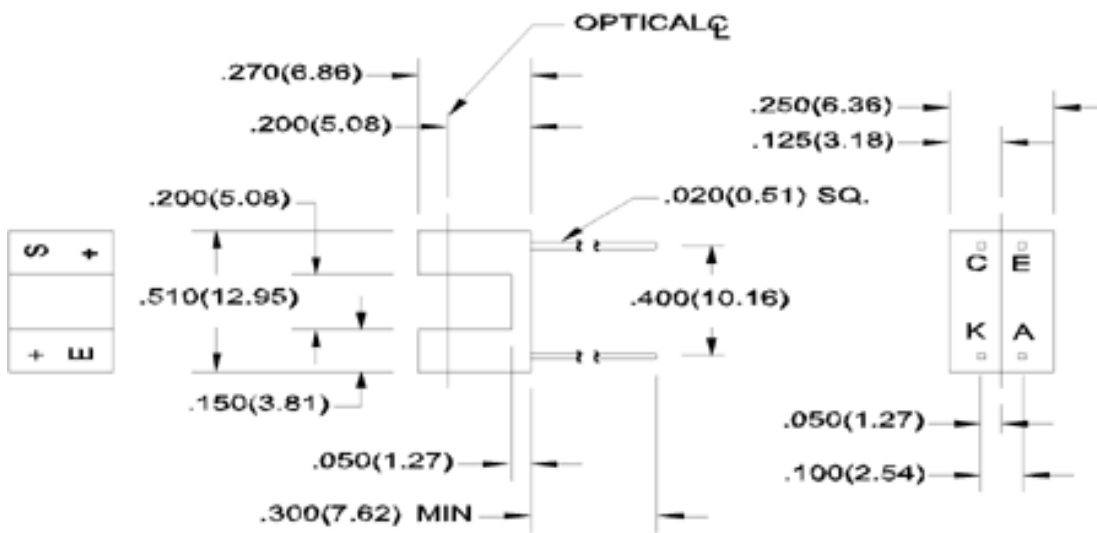 OPTICAL℄
.270(6.86)
.250(6.36)
.200(5.08)
.125(3.18)
.200(5.08)
.020(0.51) SQ.
S +
C E
.510(12.95)
.400(10.16)
K A
+ E
.150(3.81)
.050(1.27)
.050(1.27)
.100(2.54)
.300(7.62) MIN